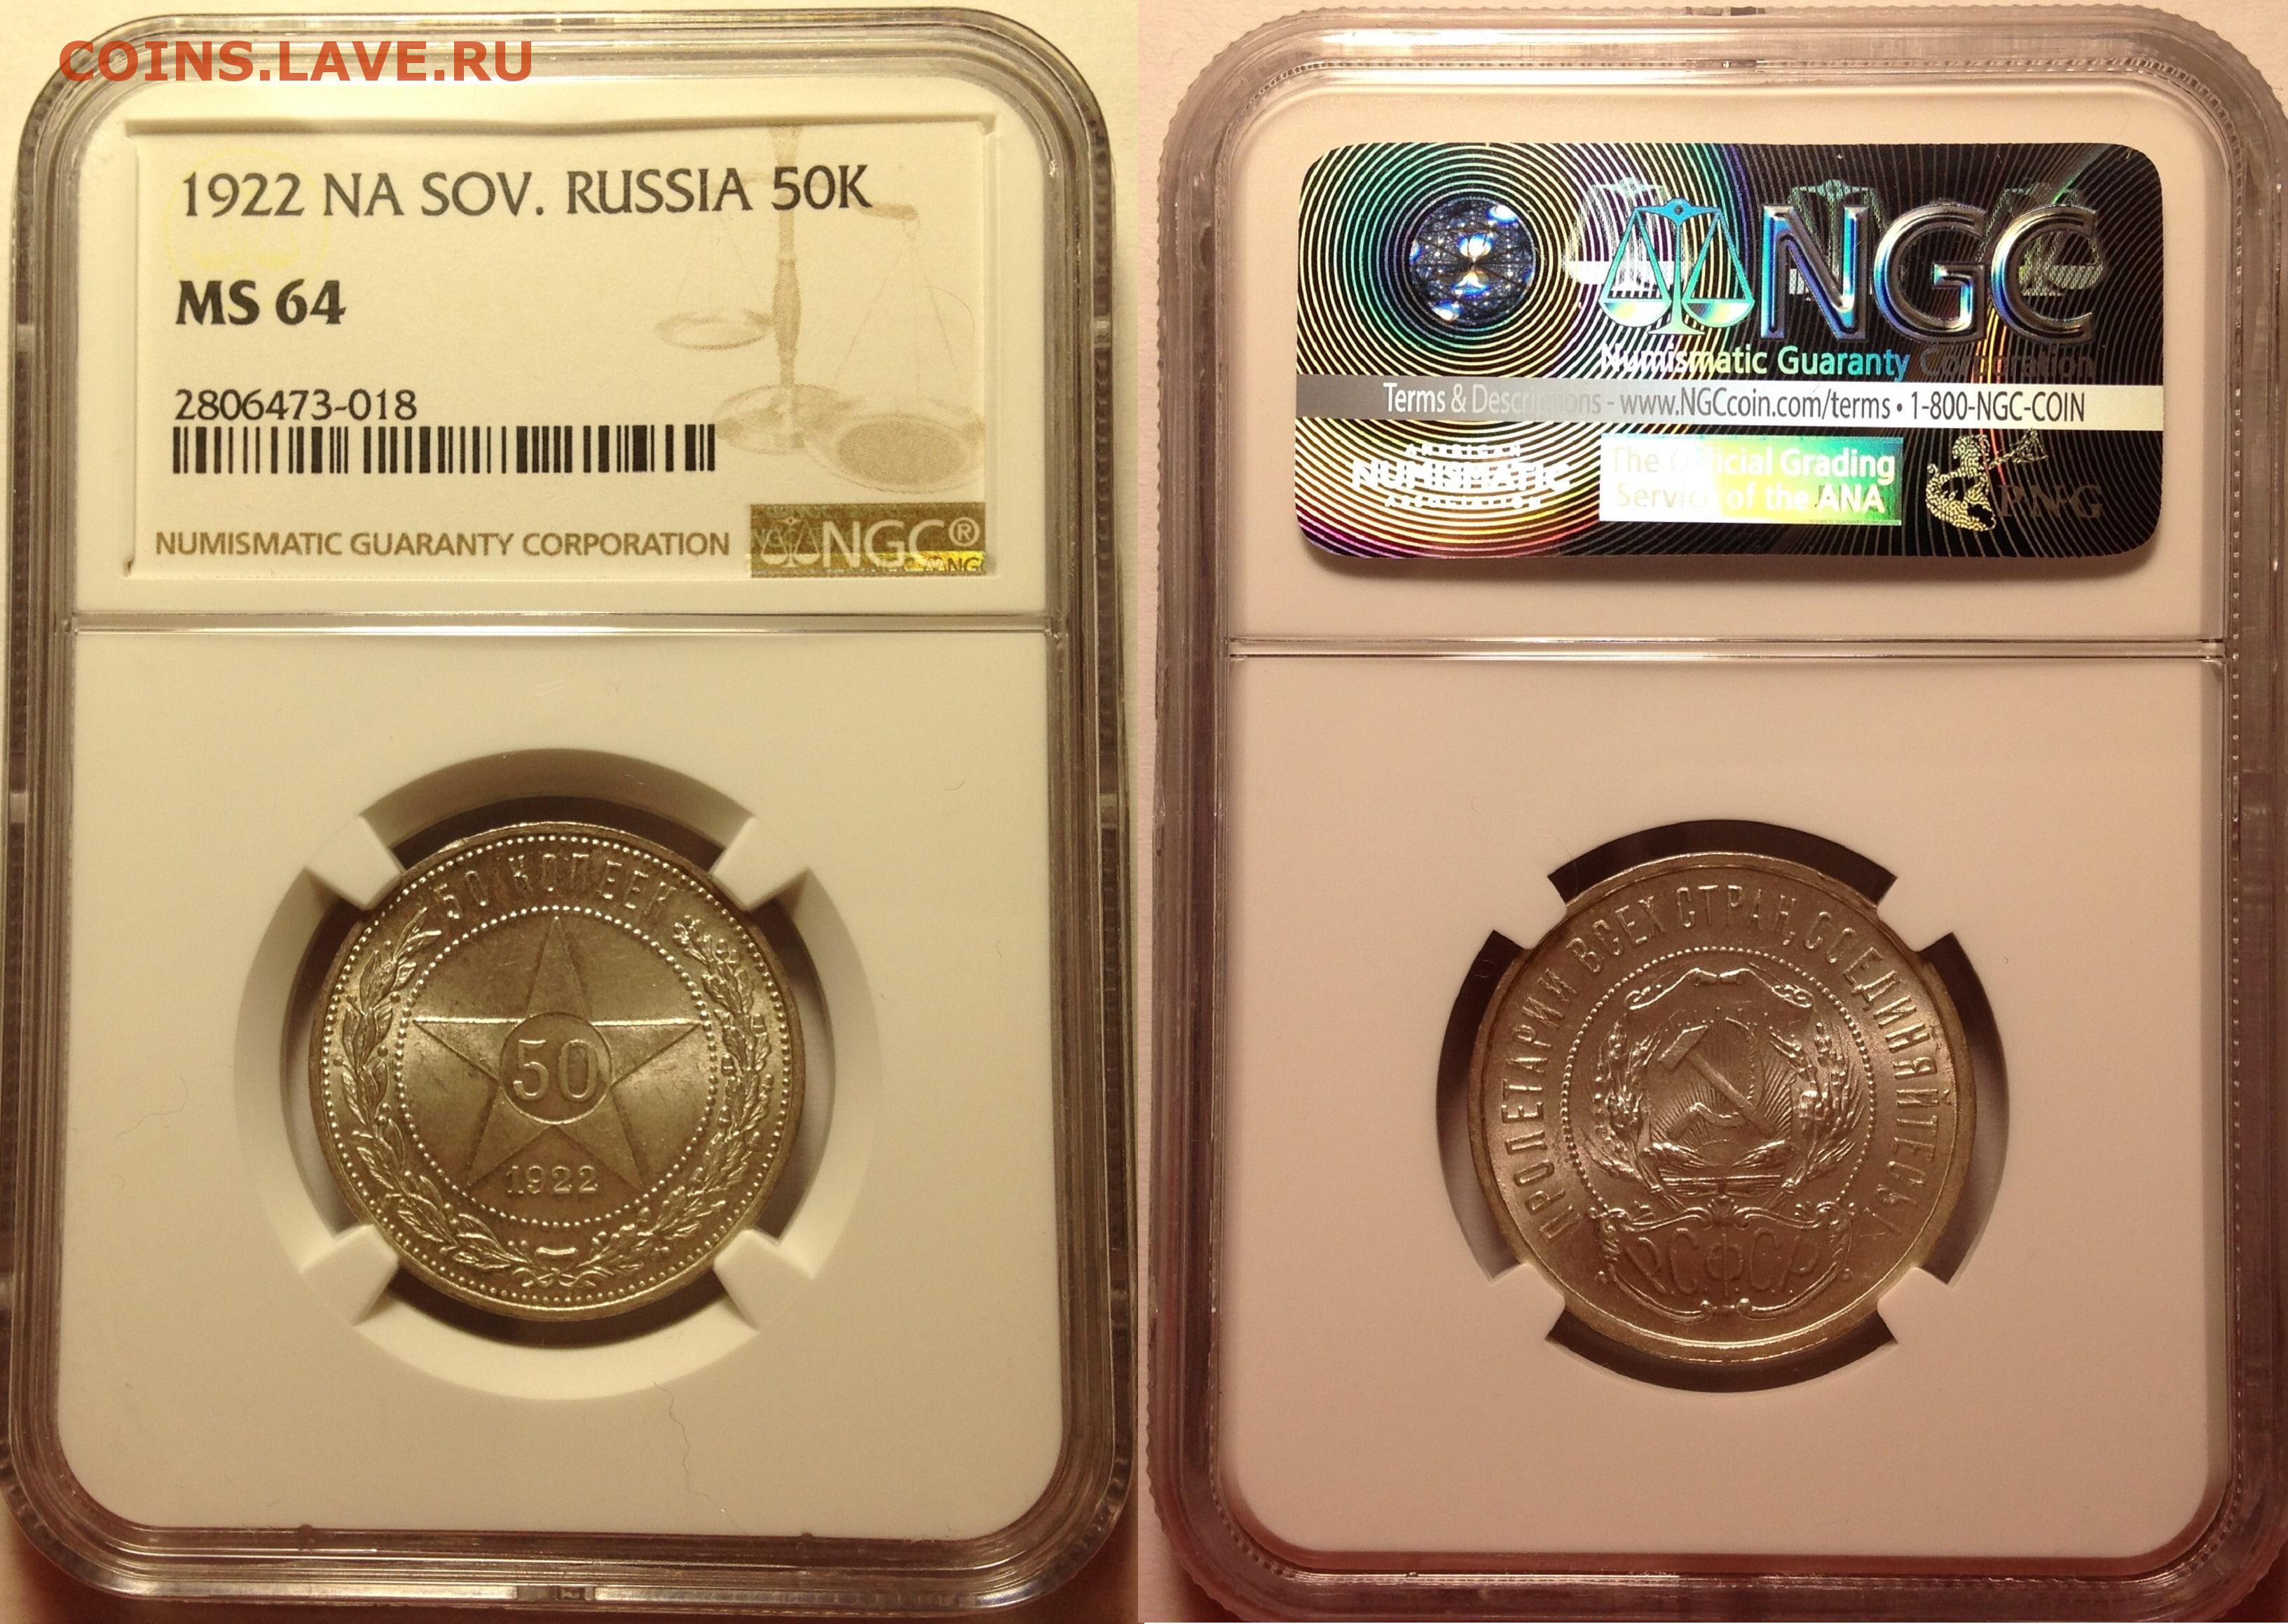 COINS.LAVE.RU
1922 NA SOV. RUSSIA 50K
MS 64
2806473-018
NUMISMATIC GUARANTY CORPORATION
NGC®
50 КОПЕЕК
50
1922
NGC
Numismatic Guaranty Corporation
Terms & Descriptions - www.NGCcoin.com/terms • 1-800-NGC-COIN
AMERICAN
NUMISMATIC
ASSOCIATION
The Official Grading
Service of the ANA
P·N·G
ПРОЛЕТАРИИ ВСЕХ СТРАН, СОЕДИНЯЙТЕСЬ!
Р.С.Ф.С.Р.